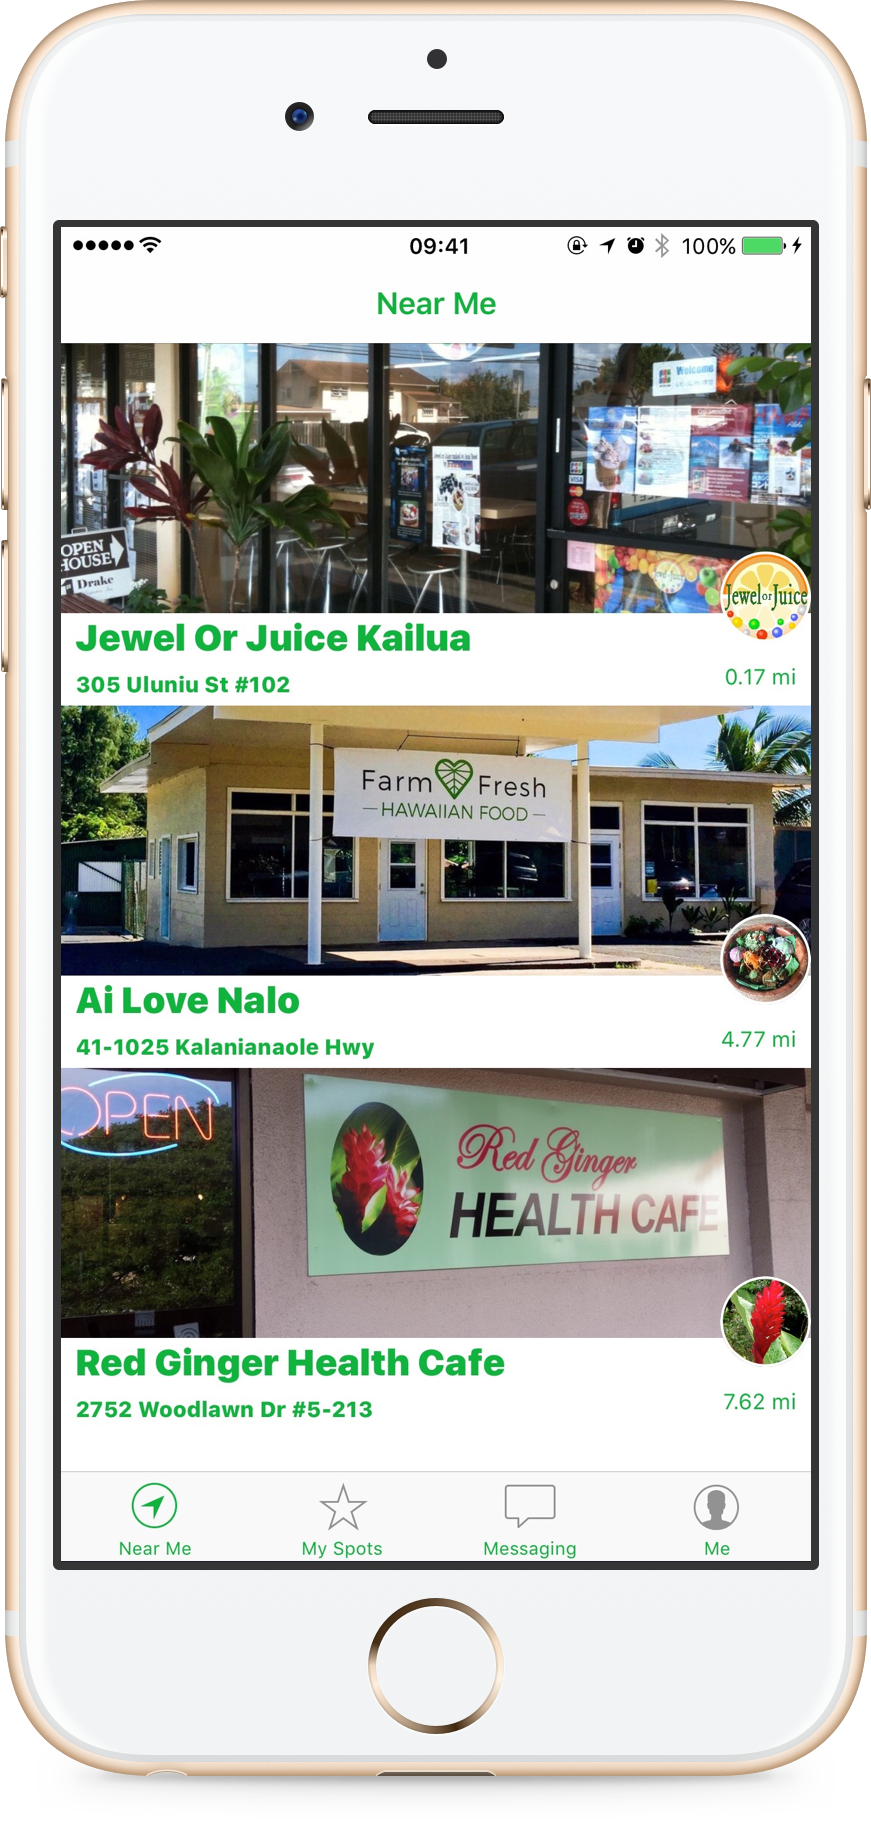 09:41
100%
Near Me
Welcome
VISA
OPEN
HOUSE
Drake
Jewel or Juice
Jewel Or Juice Kailua
305 Uluniu St #102
0.17 mi
Farm Fresh
HAWAIIAN FOOD
Ai Love Nalo
41-1025 Kalanianaole Hwy
4.77 mi
OPEN
Red Ginger
HEALTH CAFE
Red Ginger Health Cafe
2752 Woodlawn Dr #5-213
7.62 mi
Near Me
My Spots
Messaging
Me